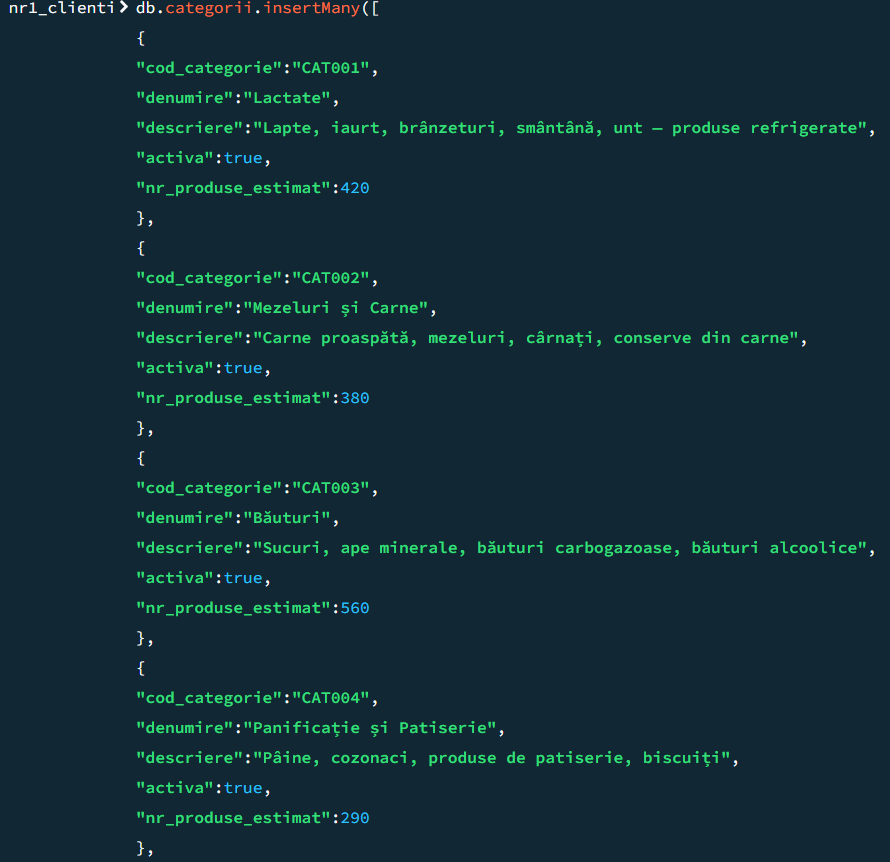 nr1_clienti> db.categorii.insertMany([
{
"cod_categorie":"CAT001",
"denumire":"Lactate",
"descriere":"Lapte, iaurt, brânzeturi, smântână, unt – produse refrigerate",
"activa":true,
"nr_produse_estimat":420
},
{
"cod_categorie":"CAT002",
"denumire":"Mezeluri și Carne",
"descriere":"Carne proaspătă, mezeluri, cârnați, conserve din carne",
"activa":true,
"nr_produse_estimat":380
},
{
"cod_categorie":"CAT003",
"denumire":"Băuturi",
"descriere":"Sucuri, ape minerale, băuturi carbogazoase, băuturi alcoolice",
"activa":true,
"nr_produse_estimat":560
},
{
"cod_categorie":"CAT004",
"denumire":"Panificație și Patiserie",
"descriere":"Pâine, cozonaci, produse de patiserie, biscuiți",
"activa":true,
"nr_produse_estimat":290
},